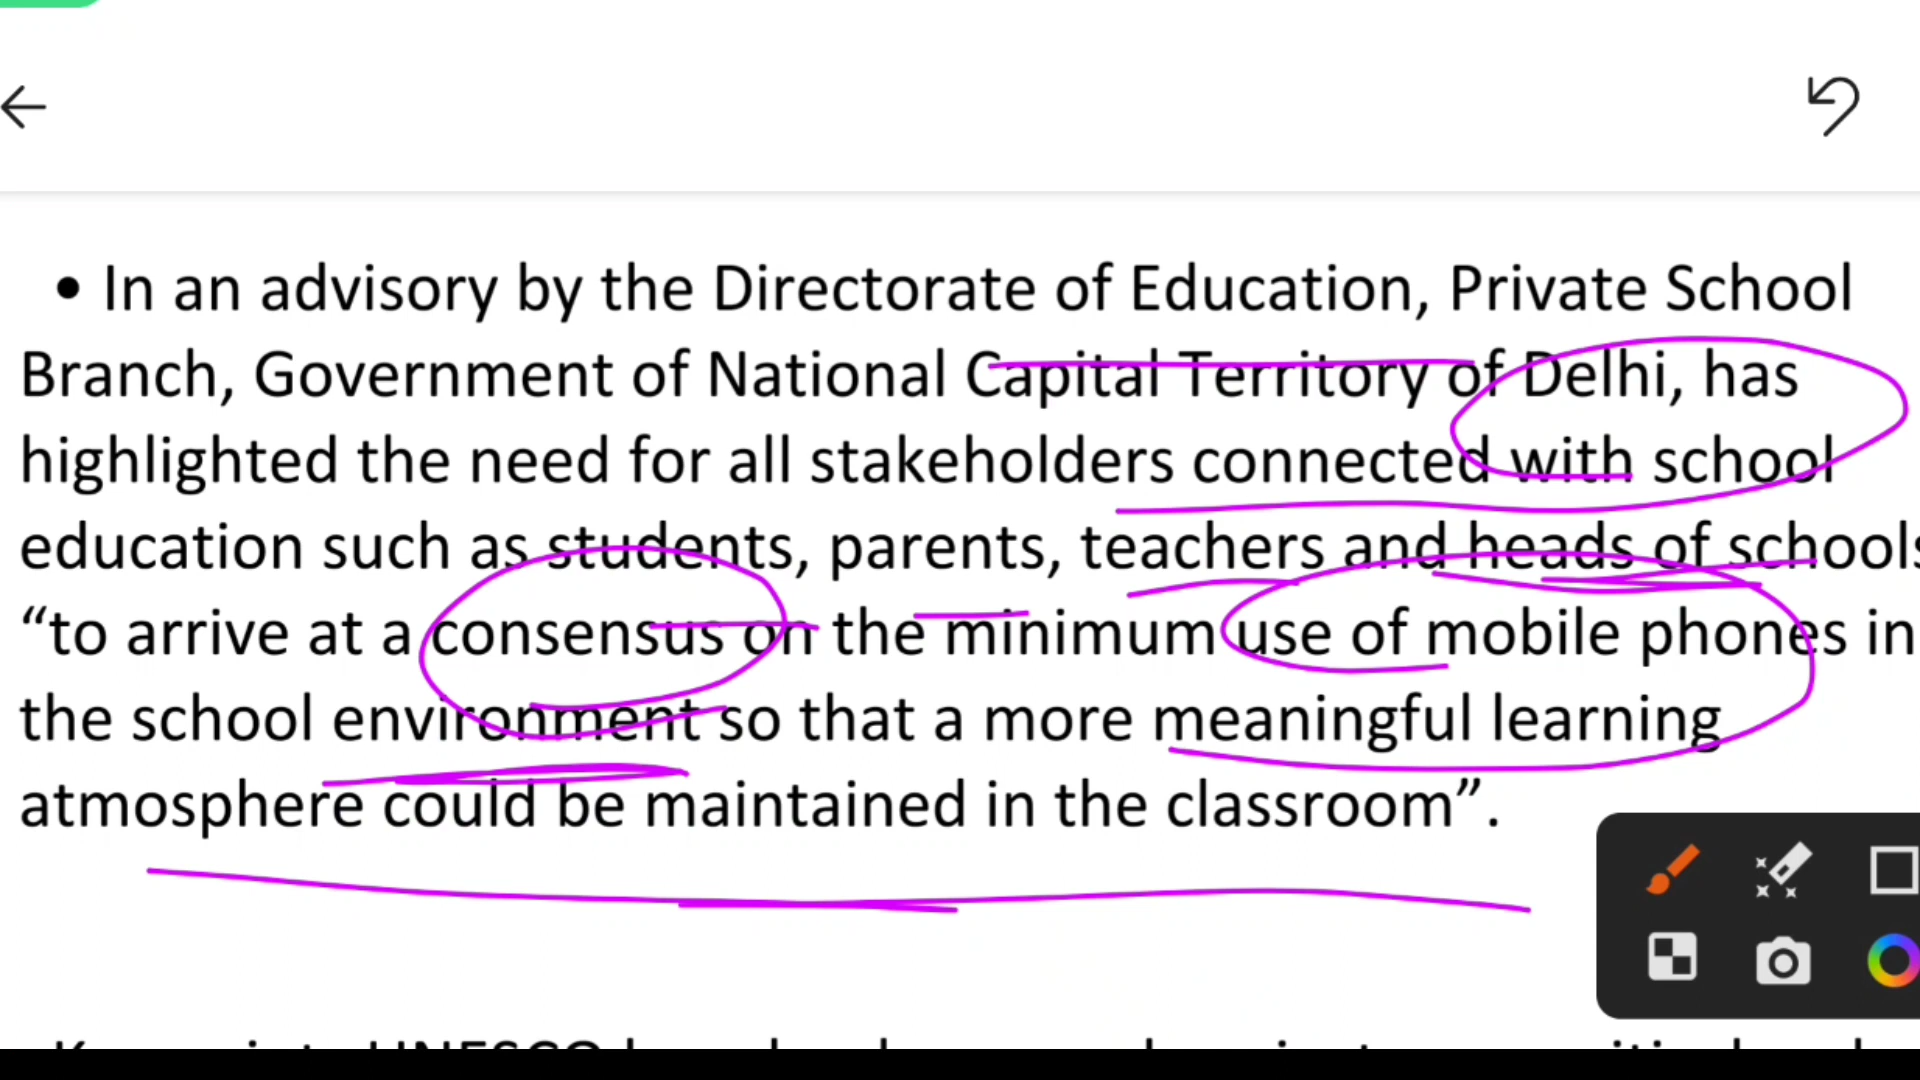 • In an advisory by the Directorate of Education, Private School
Branch, Government of National Capital Territory of Delhi, has
highlighted the need for all stakeholders connected with school
education such as students, parents, teachers and heads of schools
“to arrive at a consensus on the minimum use of mobile phones in
the school environment so that a more meaningful learning
atmosphere could be maintained in the classroom”.
UNESCO